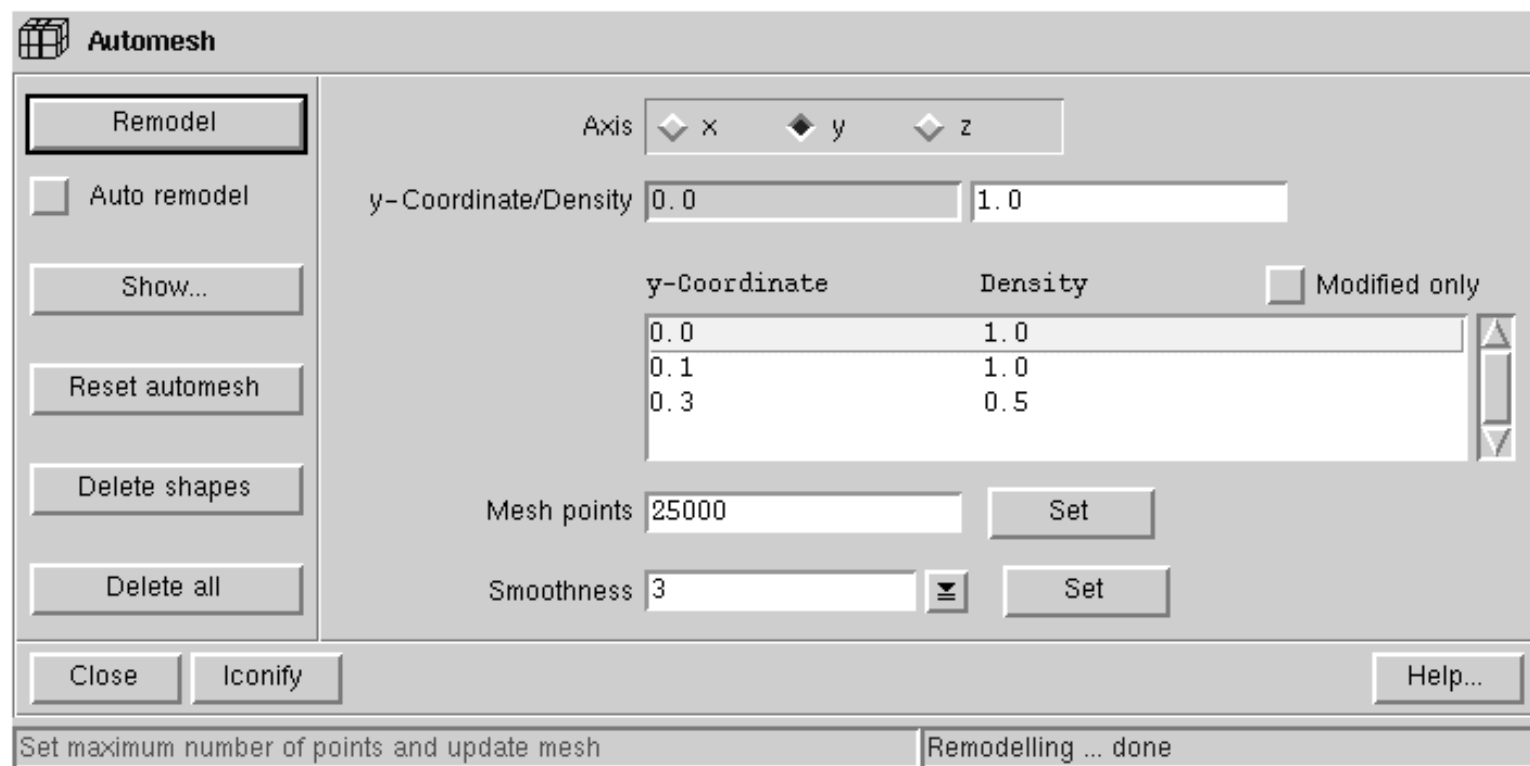 Automesh
Remodel
Auto remodel
Show...
Reset automesh
Delete shapes
Delete all
Axis x y z
y-Coordinate/Density 0.0 1.0
y-Coordinate Density Modified only
0.0 1.0
0.1 1.0
0.3 0.5
Mesh points 25000 Set
Smoothness 3 Set
Close Iconify Help...
Set maximum number of points and update mesh Remodelling ... done